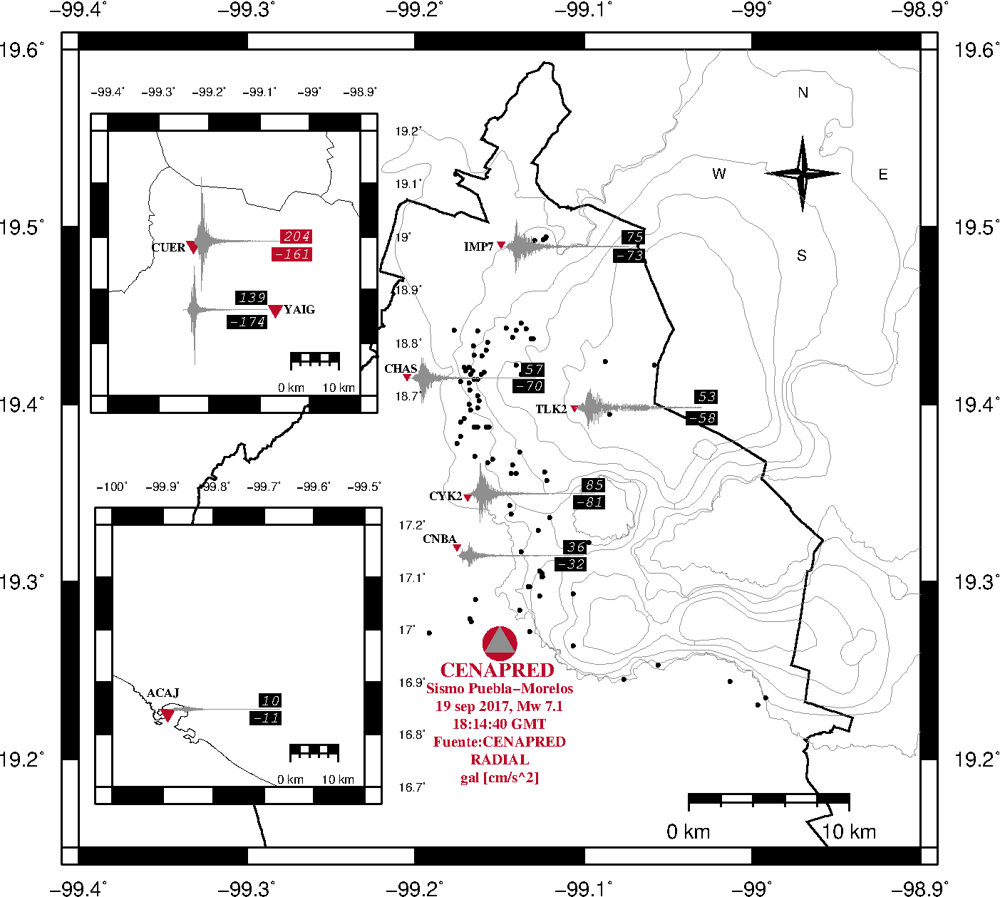 −99.4˚ −99.3˚ −99.2˚ −99.1˚ −99˚ −98.9˚
19.6˚ 19.6˚
−99.4˚ −99.3˚ −99.2˚ −99.1˚ −99˚ −98.9˚
N
19.2˚
W E
19.1˚
19.5˚ 19.5˚
CUER 204
−161
19˚
IMP7 75
−73
S
18.9˚
139
YAIG
−174
18.8˚
CHAS 57
−70
0 km 10 km
18.7˚
19.4˚ 19.4˚
TLK2 53
−58
−100˚ −99.9˚ −99.8˚ −99.7˚ −99.6˚ −99.5˚
CYK2 85
−81
17.2˚
CNBA 36
−32
17.1˚
19.3˚ 19.3˚
17˚
CENAPRED
16.9˚
Sismo Puebla−Morelos
19 sep 2017, Mw 7.1
18:14:40 GMT
Fuente:CENAPRED
RADIAL
gal [cm/s^2]
ACAJ 10
−11
16.8˚
19.2˚ 19.2˚
0 km 10 km
16.7˚
0 km 10 km
−99.4˚ −99.3˚ −99.2˚ −99.1˚ −99˚ −98.9˚